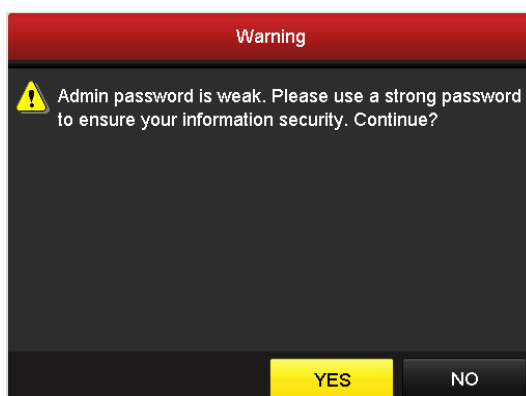 Warning
Admin password is weak. Please use a strong password
to ensure your information security. Continue?
YES
NO